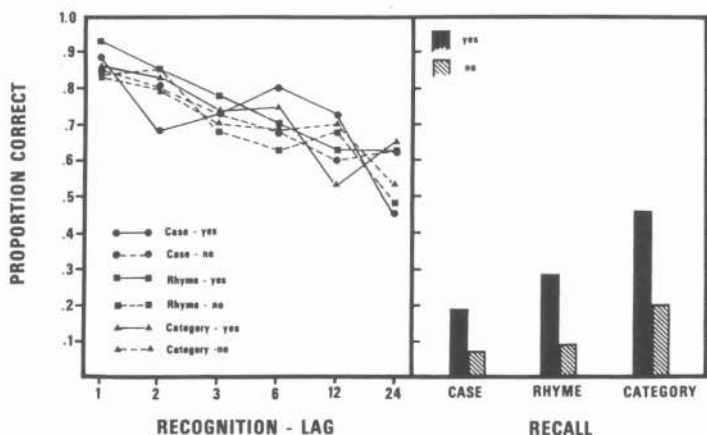 PROPORTION CORRECT
1.0
.9
.8
.7
.6
.5
.4
.3
.2
.1
Case - yes
Case - no
Rhyme - yes
Rhyme - no
Category - yes
Category -no
1 2 3 6 12 24
RECOGNITION - LAG
yes
no
CASE RHYME CATEGORY
RECALL